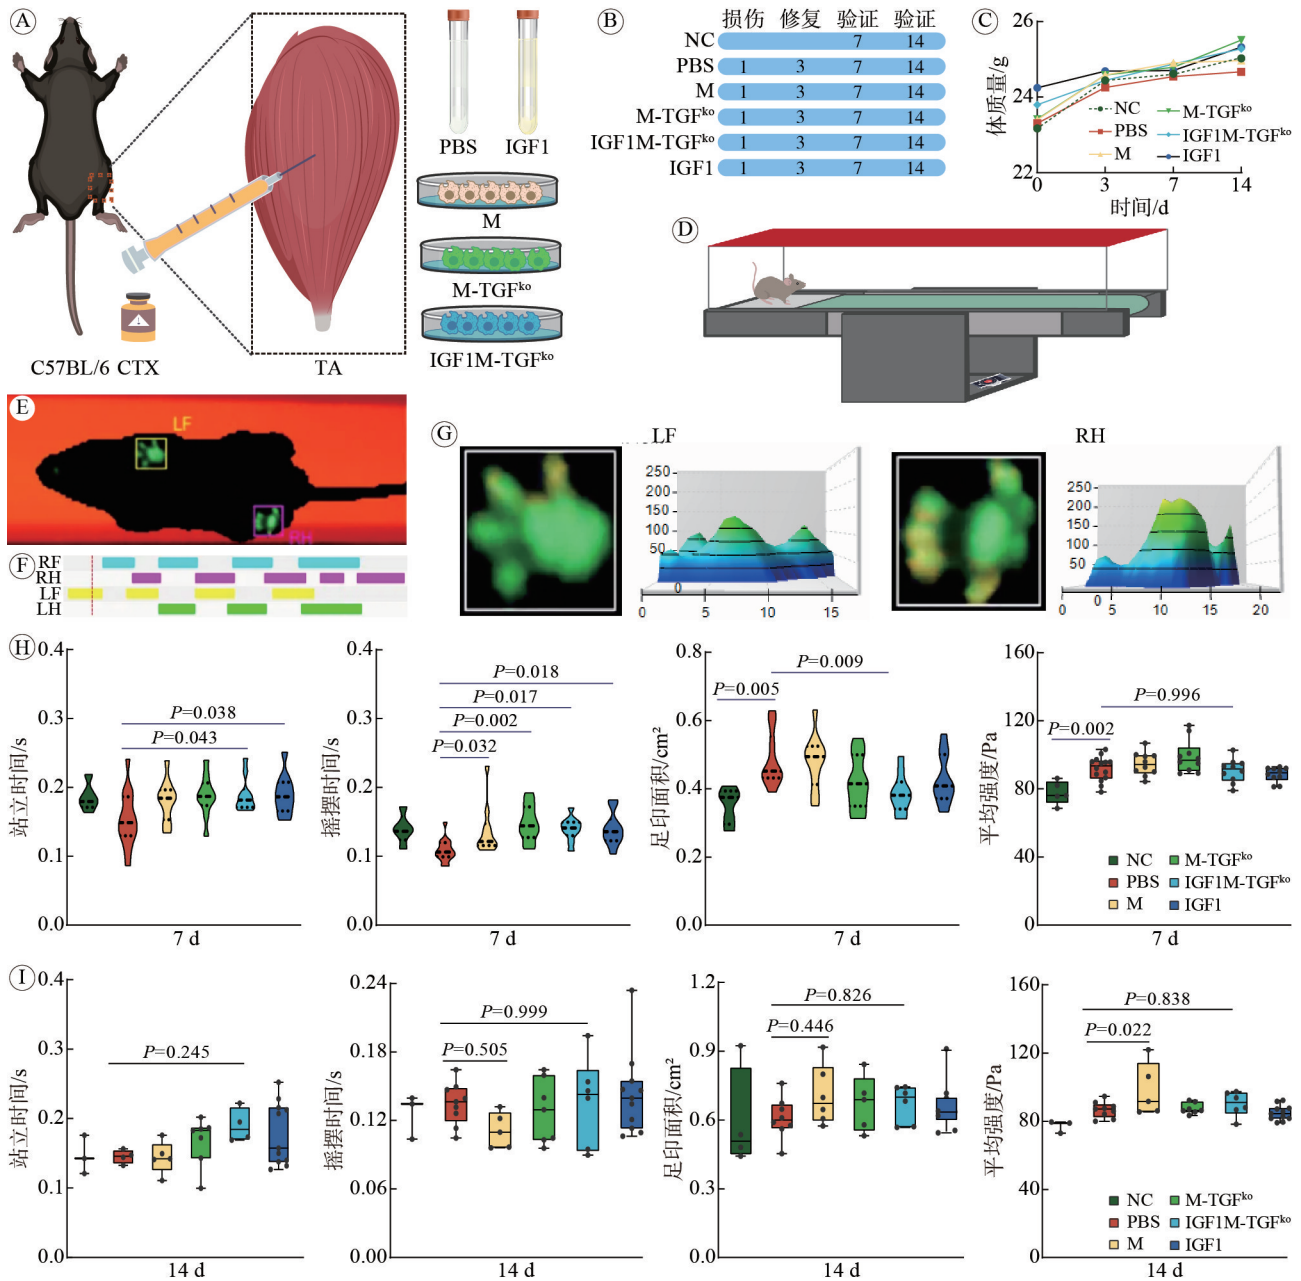 A
PBS IGF1
M
M-TGFko
IGF1M-TGFko
C57BL/6 CTX
TA
B
损伤 修复 验证 验证
NC 7 14
PBS 1 3 7 14
M 1 3 7 14
M-TGFko 1 3 7 14
IGF1M-TGFko 1 3 7 14
IGF1 1 3 7 14
C
体质量/g
26
24
22
0 3 7 14
时间/d
NC
PBS
M
M-TGFko
IGF1M-TGFko
IGF1
D
E
LF
RH
F
RF
RH
LF
LH
G
LF
250
200
150
100
50
0
0 5 10 15
RH
250
200
150
100
50
0
0 5 10 15 20
H
站立时间/s
0.4
0.3
0.2
0.1
0.0
P=0.038
P=0.043
7 d
摇摆时间/s
0.4
0.3
0.2
0.1
0.0
P=0.018
P=0.017
P=0.002
P=0.032
7 d
足印面积/cm²
0.8
0.6
0.4
0.2
0.0
P=0.009
P=0.005
7 d
平均强度/Pa
160
120
80
40
0
P=0.996
P=0.002
NC
PBS
M
M-TGFko
IGF1M-TGFko
IGF1
7 d
I
站立时间/s
0.4
0.3
0.2
0.1
0.0
P=0.245
14 d
摇摆时间/s
0.24
0.18
0.12
0.06
0.00
P=0.999
P=0.505
14 d
足印面积/cm²
1.2
0.9
0.6
0.3
0.0
P=0.826
P=0.446
14 d
平均强度/Pa
160
120
80
40
0
P=0.838
P=0.022
NC
PBS
M
M-TGFko
IGF1M-TGFko
IGF1
14 d